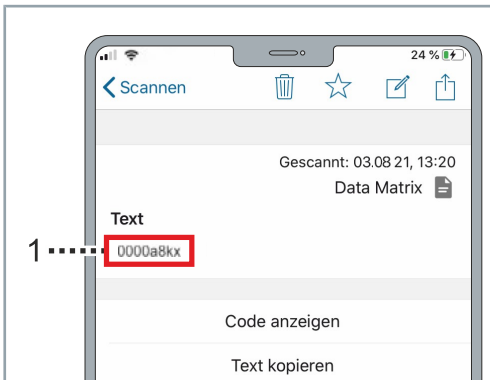 24 %
Scannen
Gescannt: 03.08 21, 13:20
Data Matrix
Text
1
0000a8kx
Code anzeigen
Text kopieren